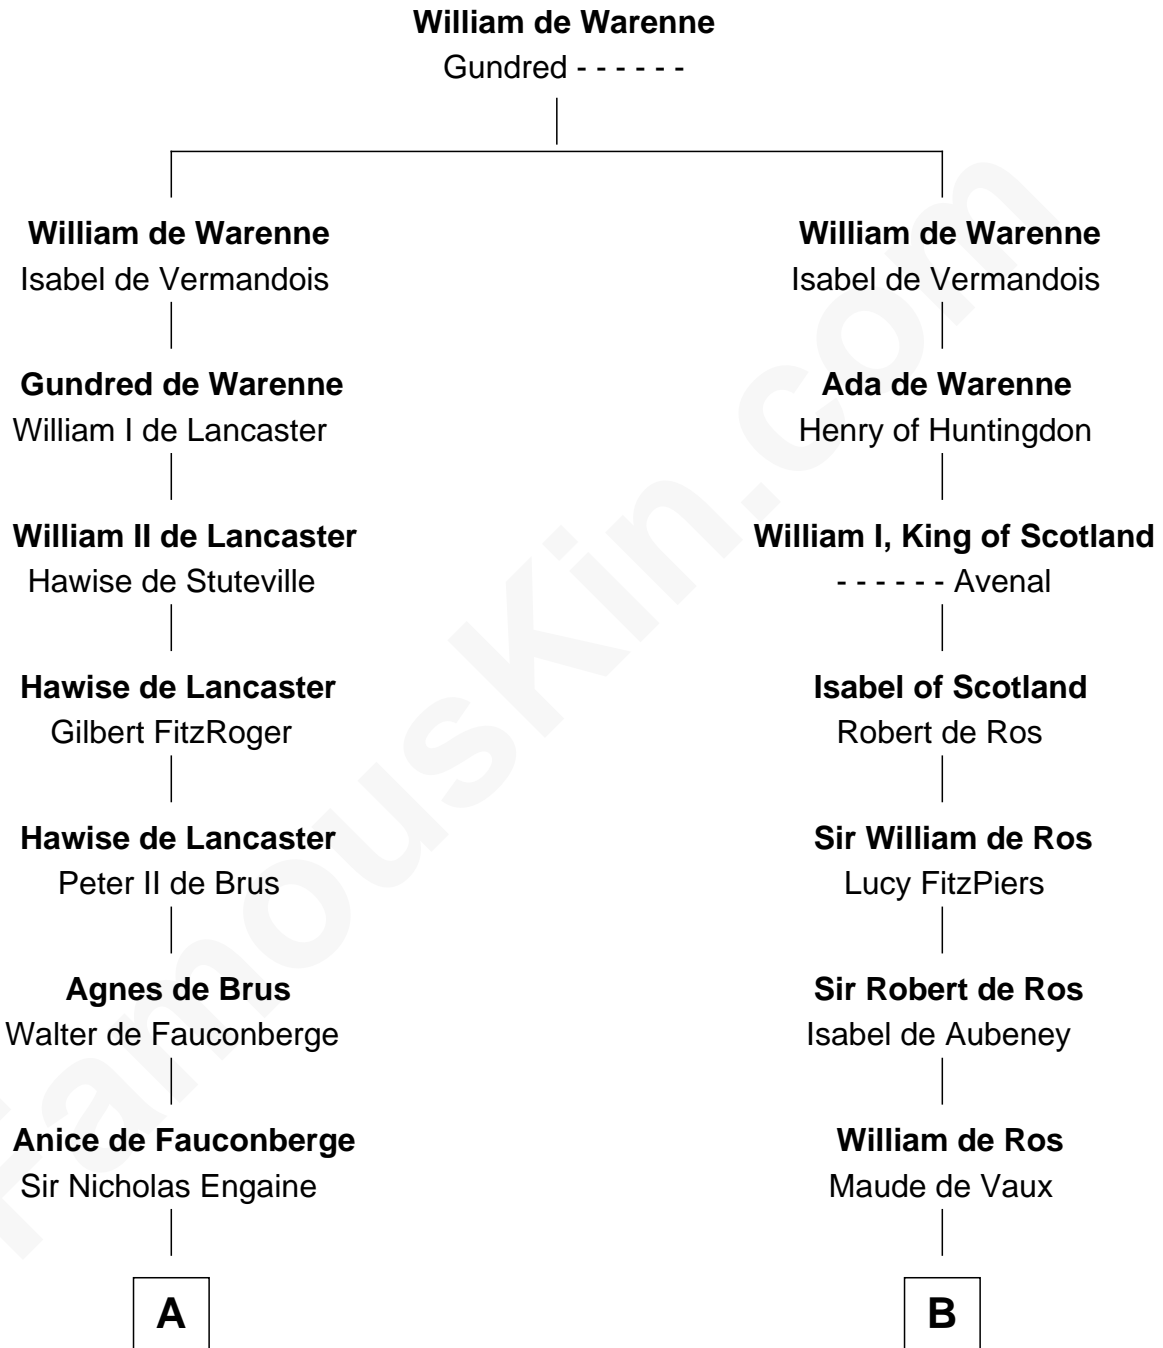 William de Warenne
Gundred - - - - - -
William de Warenne
Isabel de Vermandois
Gundred de Warenne
William I de Lancaster
William II de Lancaster
Hawise de Stuteville
Hawise de Lancaster
Gilbert FitzRoger
Hawise de Lancaster
Peter II de Brus
Agnes de Brus
Walter de Fauconberge
Anice de Fauconberge
Sir Nicholas Engaine
A
William de Warenne
Isabel de Vermandois
Ada de Warenne
Henry of Huntingdon
William I, King of Scotland
- - - - - - Avenal
Isabel of Scotland
Robert de Ros
Sir William de Ros
Lucy FitzPiers
Sir Robert de Ros
Isabel de Aubeney
William de Ros
Maude de Vaux
B
FamousKin.com